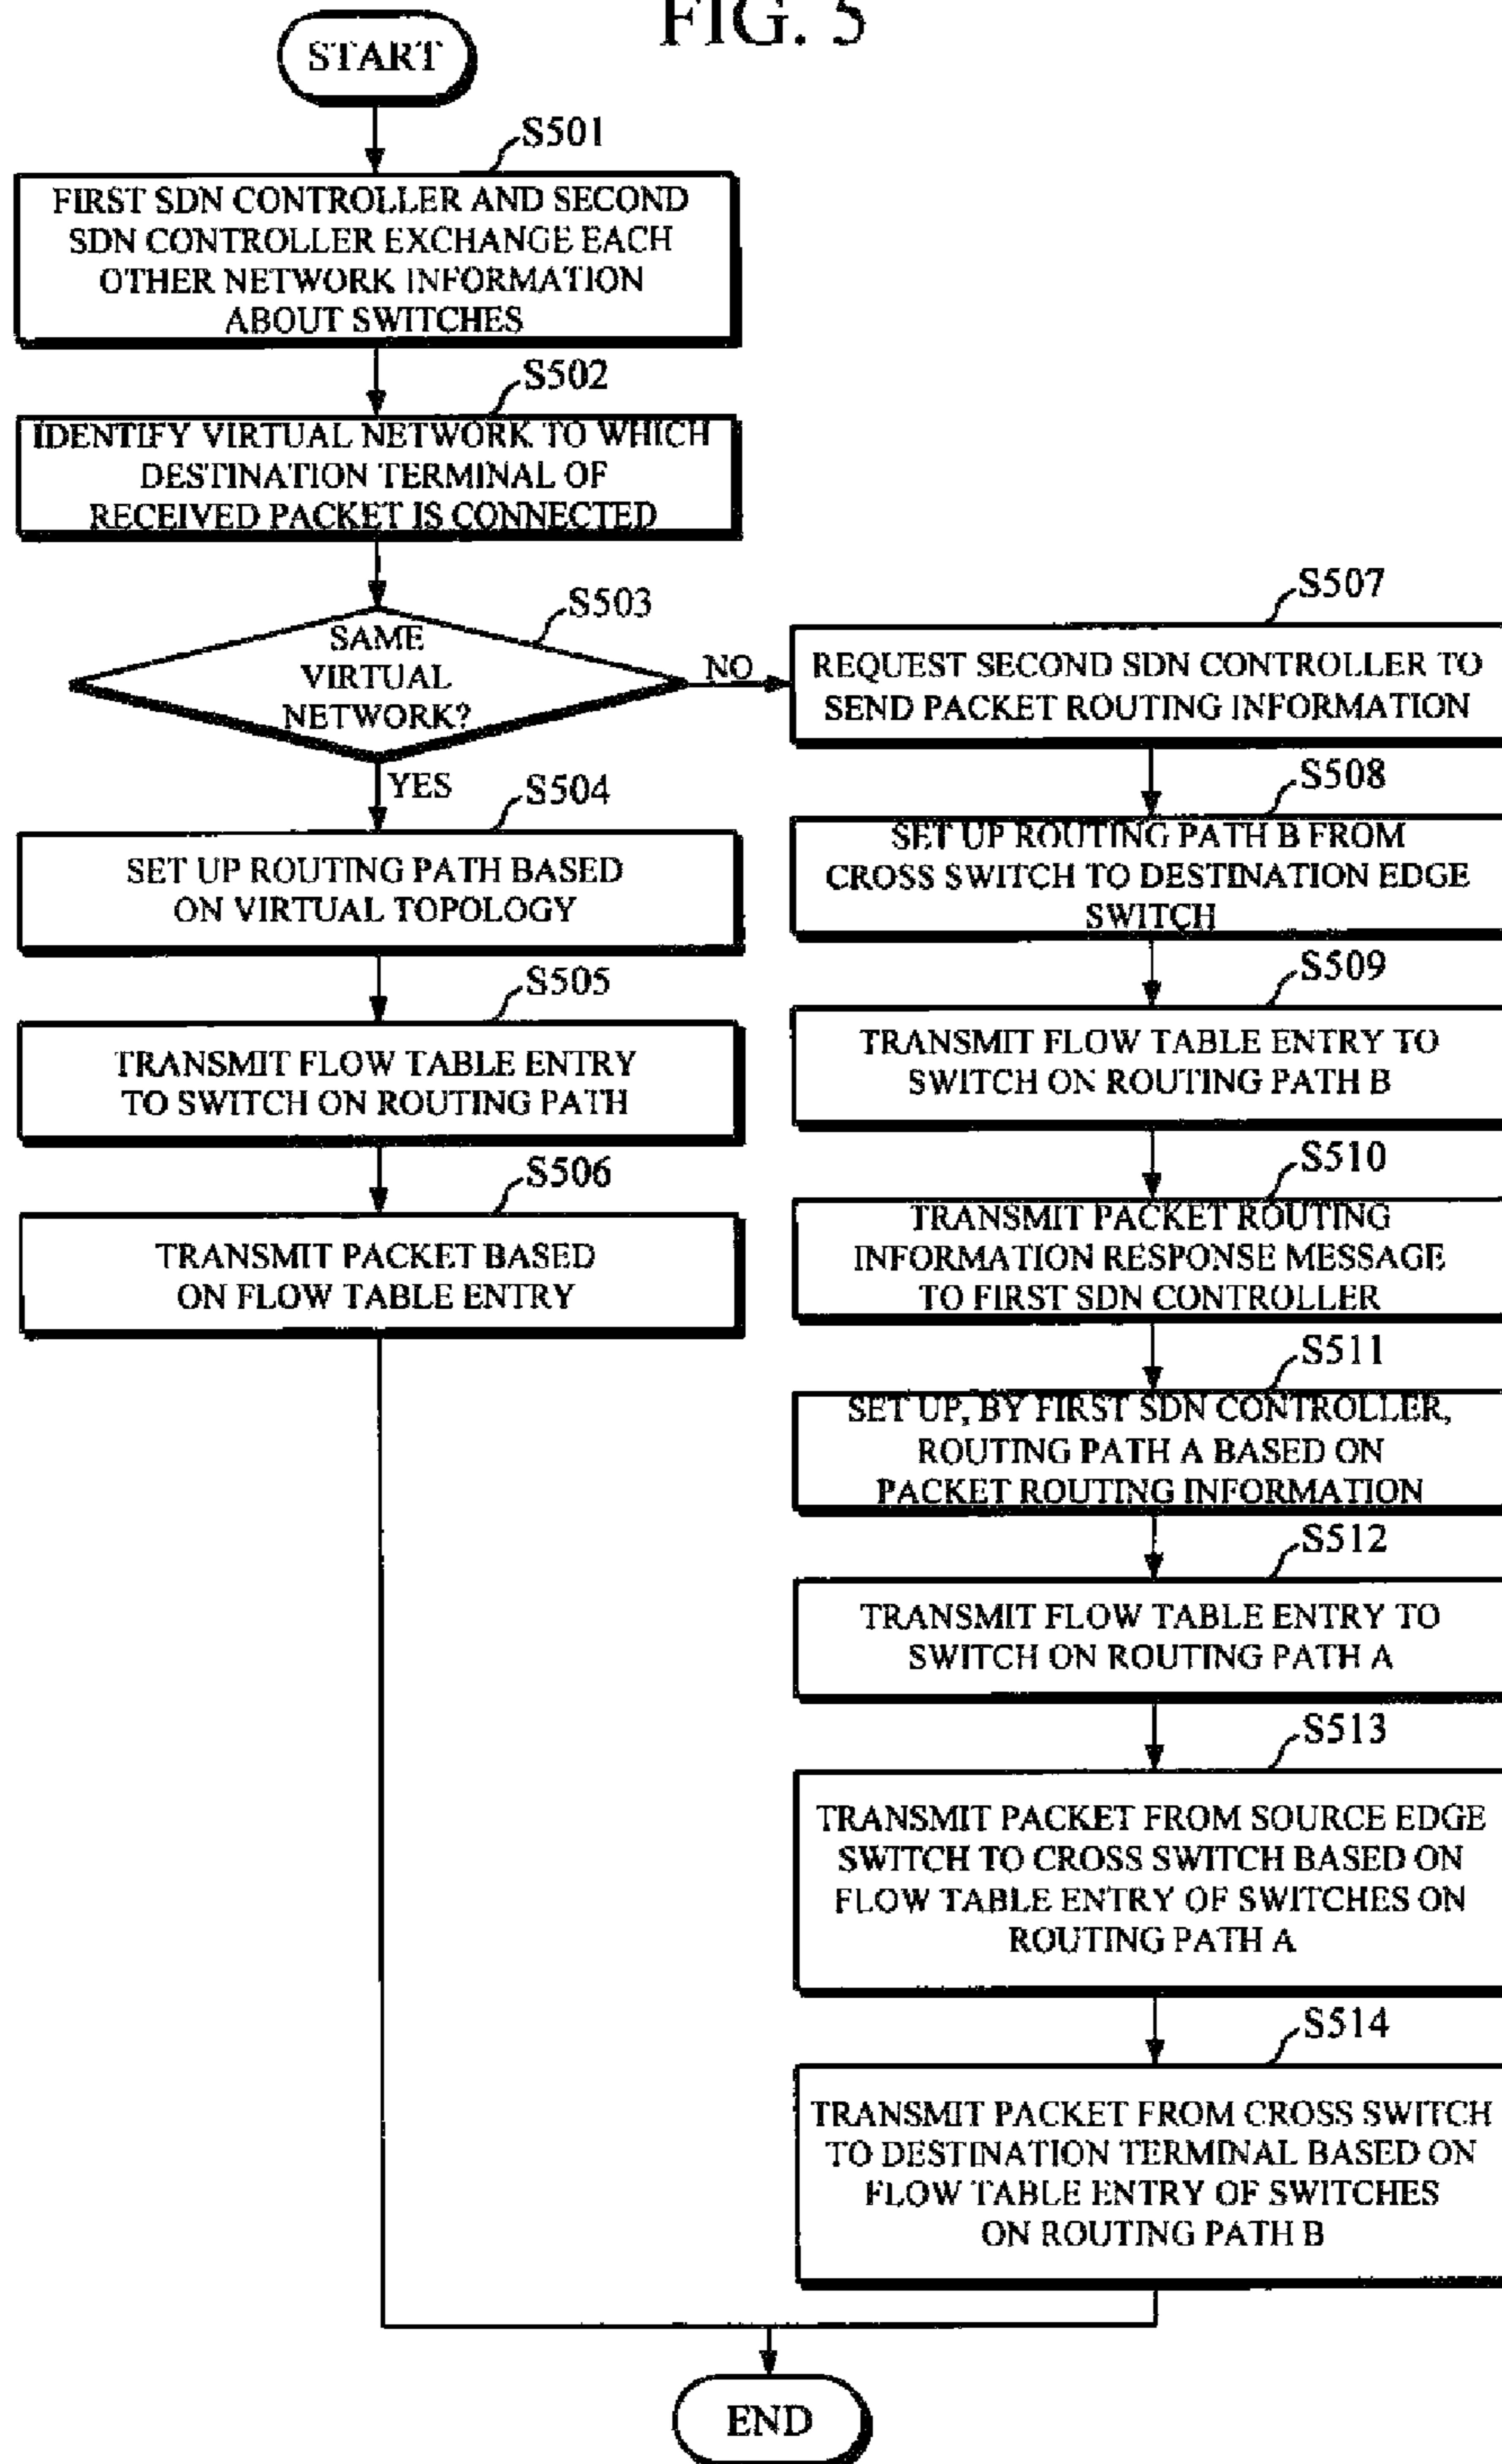 FIG. 5
START
S501
FIRST SDN CONTROLLER AND SECOND
SDN CONTROLLER EXCHANGE EACH
OTHER NETWORK INFORMATION
ABOUT SWITCHES
S502
IDENTIFY VIRTUAL NETWORK TO WHICH
DESTINATION TERMINAL OF
RECEIVED PACKET IS CONNECTED
S503
SAME
VIRTUAL
NETWORK?
NO
YES
S504
SET UP ROUTING PATH BASED
ON VIRTUAL TOPOLOGY
S505
TRANSMIT FLOW TABLE ENTRY
TO SWITCH ON ROUTING PATH
S506
TRANSMIT PACKET BASED
ON FLOW TABLE ENTRY
S507
REQUEST SECOND SDN CONTROLLER TO
SEND PACKET ROUTING INFORMATION
S508
SET UP ROUTING PATH B FROM
CROSS SWITCH TO DESTINATION EDGE
SWITCH
S509
TRANSMIT FLOW TABLE ENTRY TO
SWITCH ON ROUTING PATH B
S510
TRANSMIT PACKET ROUTING
INFORMATION RESPONSE MESSAGE
TO FIRST SDN CONTROLLER
S511
SET UP, BY FIRST SDN CONTROLLER,
ROUTING PATH A BASED ON
PACKET ROUTING INFORMATION
S512
TRANSMIT FLOW TABLE ENTRY TO
SWITCH ON ROUTING PATH A
S513
TRANSMIT PACKET FROM SOURCE EDGE
SWITCH TO CROSS SWITCH BASED ON
FLOW TABLE ENTRY OF SWITCHES ON
ROUTING PATH A
S514
TRANSMIT PACKET FROM CROSS SWITCH
TO DESTINATION TERMINAL BASED ON
FLOW TABLE ENTRY OF SWITCHES
ON ROUTING PATH B
END